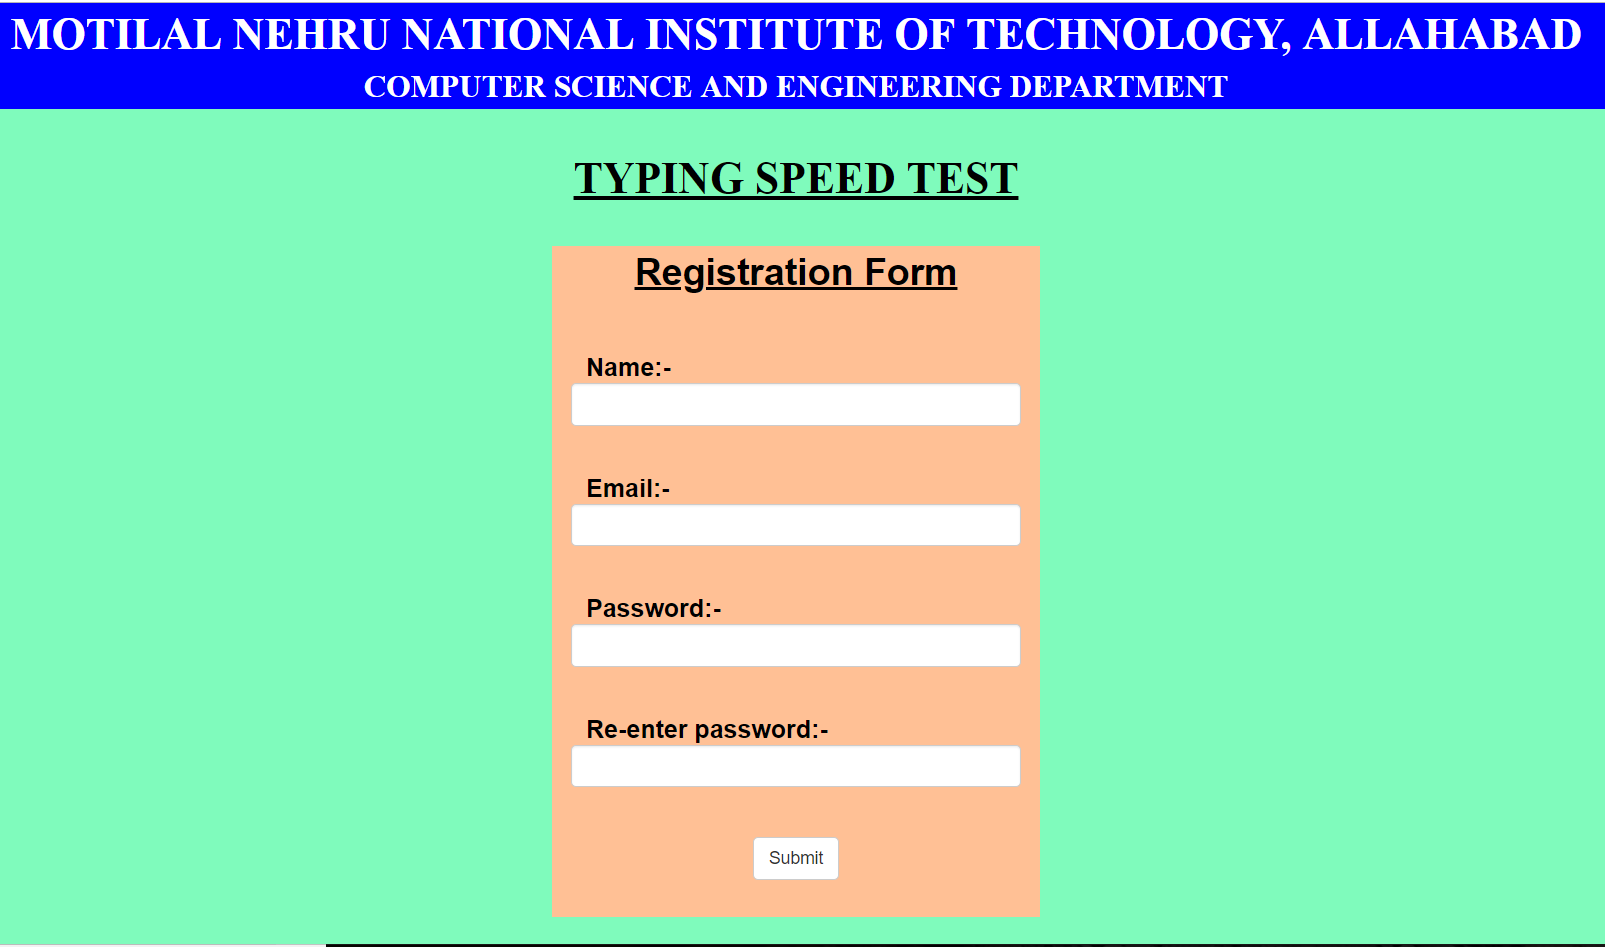 MOTILAL NEHRU NATIONAL INSTITUTE OF TECHNOLOGY, ALLAHABAD
COMPUTER SCIENCE AND ENGINEERING DEPARTMENT
TYPING SPEED TEST
Registration Form
Name:-
Email:-
Password:-
Re-enter password:-
Submit